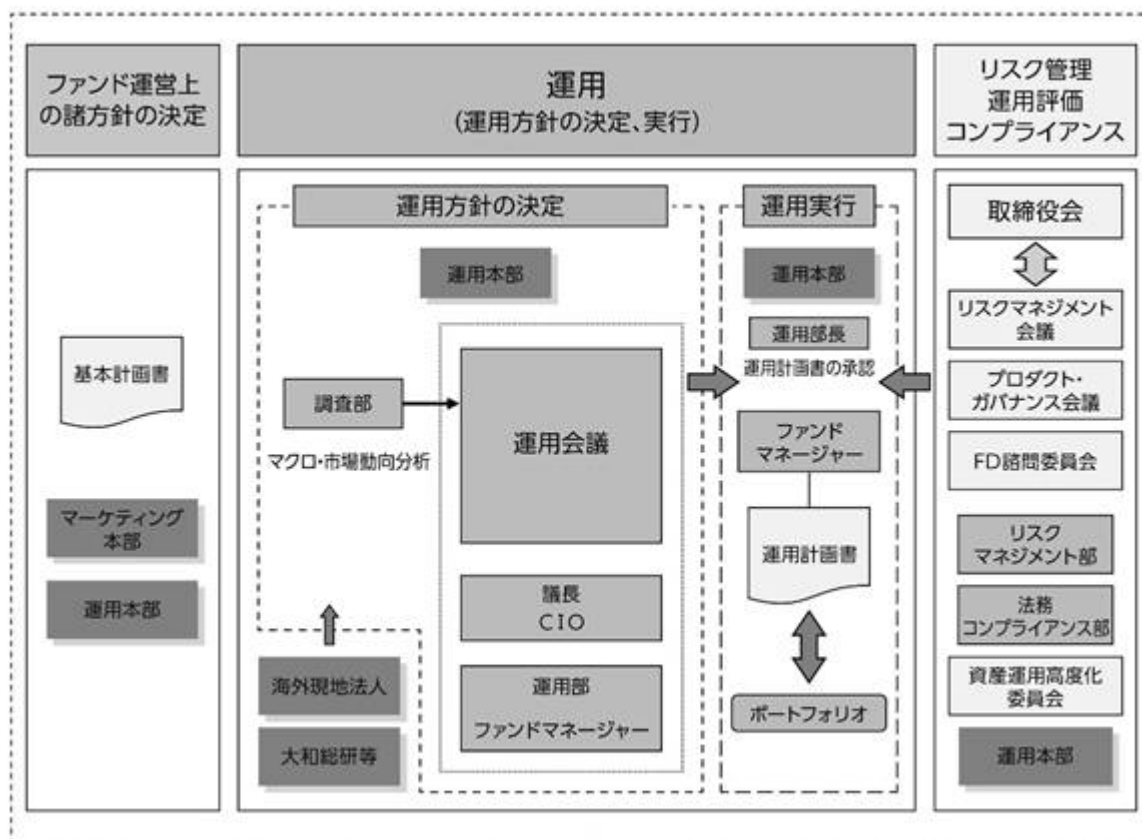 ファンド運営上
の諸方針の決定
運用
(運用方針の決定、実行)
リスク管理
運用評価
コンプライアンス
基本計画書
マーケティング
本部
運用本部
運用方針の決定
運用本部
調査部
マクロ・市場動向分析
運用会議
議長
CIO
運用部
ファンドマネージャー
海外現地法人
大和総研等
運用実行
運用本部
運用部長
運用計画書の承認
ファンド
マネージャー
運用計画書
ポートフォリオ
取締役会
リスクマネジメント
会議
プロダクト・
ガバナンス会議
FD諮問委員会
リスク
マネジメント部
法務
コンプライアンス部
資産運用高度化
委員会
運用本部